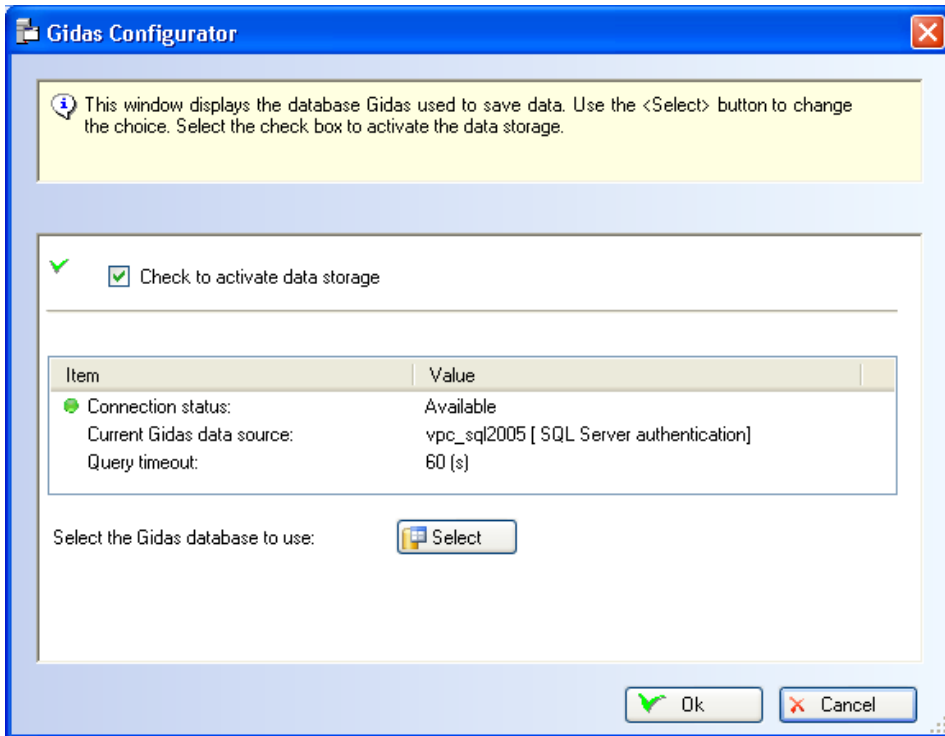 Gidas Configurator
This window displays the database Gidas used to save data. Use the <Select> button to change
the choice. Select the check box to activate the data storage.
Check to activate data storage
Item Value
Connection status: Available
Current Gidas data source: vpc_sql2005 [ SQL Server authentication]
Query timeout: 60 (s)
Select the Gidas database to use: Select
Ok Cancel